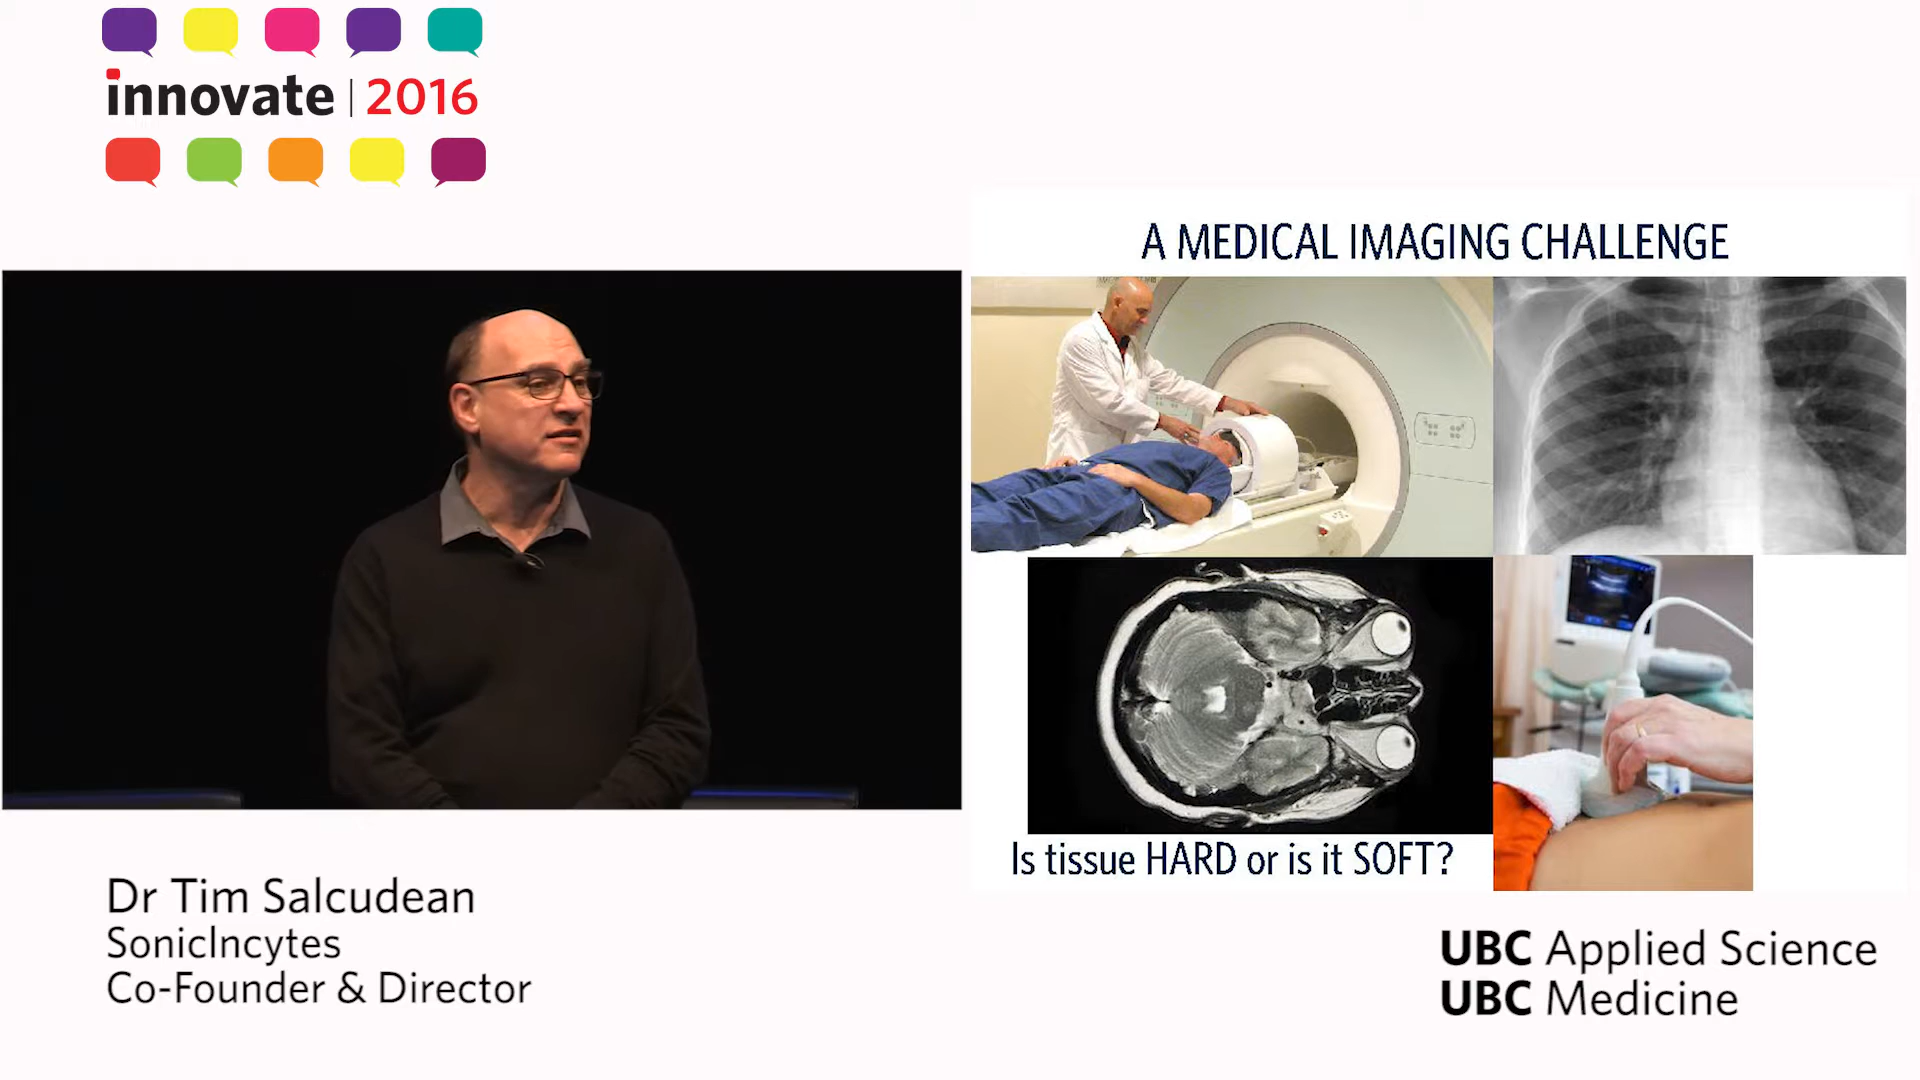 innovate | 2016
A MEDICAL IMAGING CHALLENGE
Is tissue HARD or is it SOFT?
Dr Tim Salcudean
SonicIncytes
Co-Founder & Director
UBC Applied Science
UBC Medicine